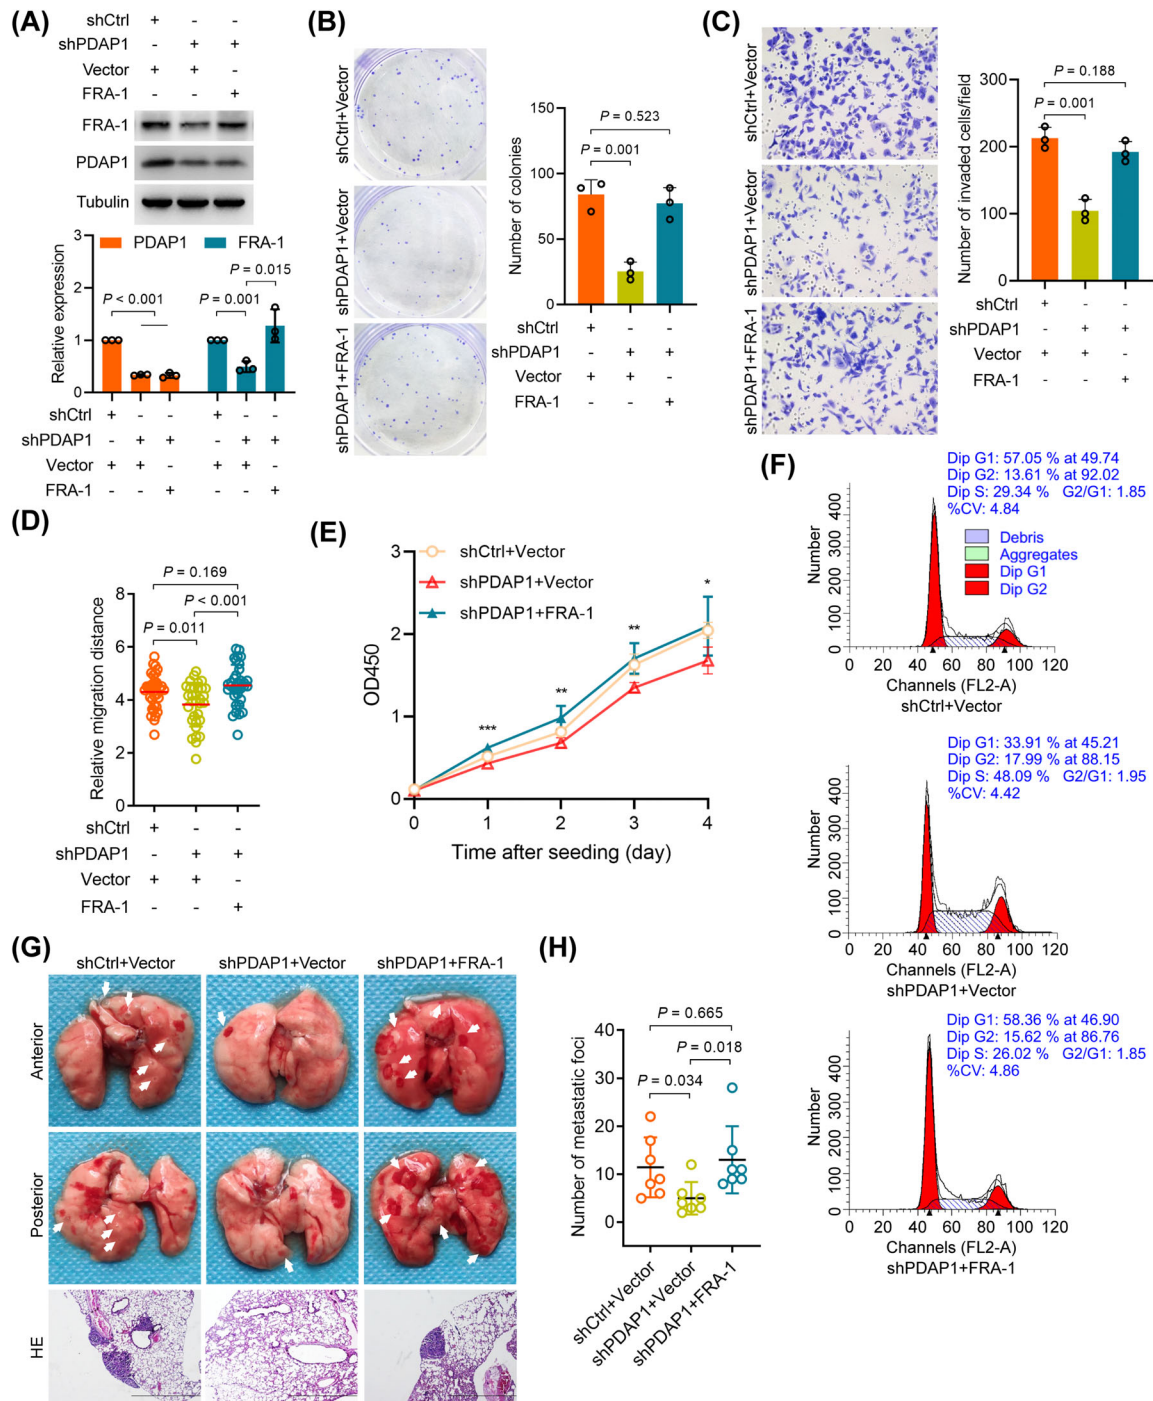 (A)
shCtrl + - -
shPDAP1 - + +
Vector + + -
FRA-1 - - +
FRA-1
PDAP1
Tubulin
PDAP1 FRA-1
Relative expression
3
2
1
0
P < 0.001
P = 0.001
P = 0.015
shCtrl + - - + - -
shPDAP1 - + + - + +
Vector + + - + + -
FRA-1 - - + - - +
(B)
shCtrl+Vector
shPDAP1+Vector
shPDAP1+FRA-1
Number of colonies
150
100
50
0
P = 0.523
P = 0.001
shCtrl + - -
shPDAP1 - + +
Vector + + -
FRA-1 - - +
(C)
shCtrl+Vector
shPDAP1+Vector
shPDAP1+FRA-1
Number of invaded cells/field
300
200
100
0
P = 0.188
P = 0.001
shCtrl + - -
shPDAP1 - + +
Vector + + -
FRA-1 - - +
(D)
Relative migration distance
8
6
4
2
0
P = 0.169
P < 0.001
P = 0.011
shCtrl + - -
shPDAP1 - + +
Vector + + -
FRA-1 - - +
(E)
shCtrl+Vector
shPDAP1+Vector
shPDAP1+FRA-1
OD450
3
2
1
0
***
**
**
*
0 1 2 3 4
Time after seeding (day)
(F)
Dip G1: 57.05 % at 49.74
Dip G2: 13.61 % at 92.02
Dip S: 29.34 % G2/G1: 1.85
%CV: 4.84
Debris
Aggregates
Dip G1
Dip G2
Number
400
300
200
100
0
0 20 40 60 80 100 120
Channels (FL2-A)
shCtrl+Vector
Dip G1: 33.91 % at 45.21
Dip G2: 17.99 % at 88.15
Dip S: 48.09 % G2/G1: 1.95
%CV: 4.42
Number
400
300
200
100
0
0 20 40 60 80 100 120
Channels (FL2-A)
shPDAP1+Vector
Dip G1: 58.36 % at 46.90
Dip G2: 15.62 % at 86.76
Dip S: 26.02 % G2/G1: 1.85
%CV: 4.86
Number
400
300
200
100
0
0 20 40 60 80 100 120
Channels (FL2-A)
shPDAP1+FRA-1
(G)
shCtrl+Vector shPDAP1+Vector shPDAP1+FRA-1
Anterior
Posterior
HE
(H)
Number of metastatic foci
40
30
20
10
0
P = 0.665
P = 0.018
P = 0.034
shCtrl+Vector
shPDAP1+Vector
shPDAP1+FRA-1